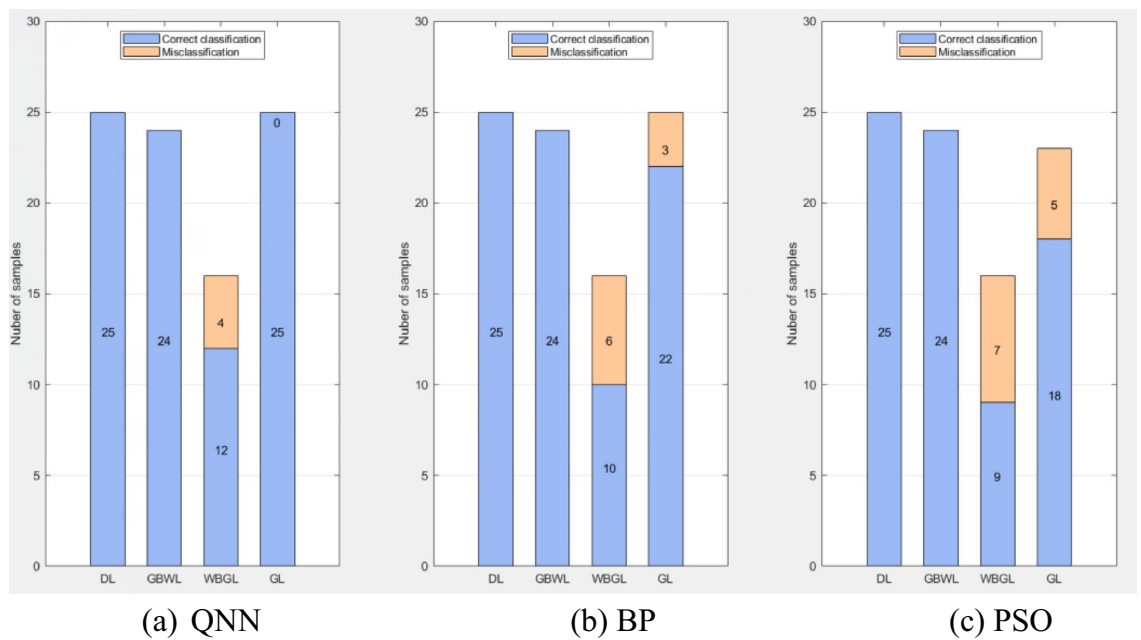 30
25
20
15
10
5
0
Nuber of samples
Correct classification
Misclassification
25
24
4
12
0
25
DL GBWL WBGL GL
(a) QNN
30
25
20
15
10
5
0
Nuber of samples
Correct classification
Misclassification
25
24
6
10
3
22
DL GBWL WBGL GL
(b) BP
30
25
20
15
10
5
0
Nuber of samples
Correct classification
Misclassification
25
24
7
9
5
18
DL GBWL WBGL GL
(c) PSO